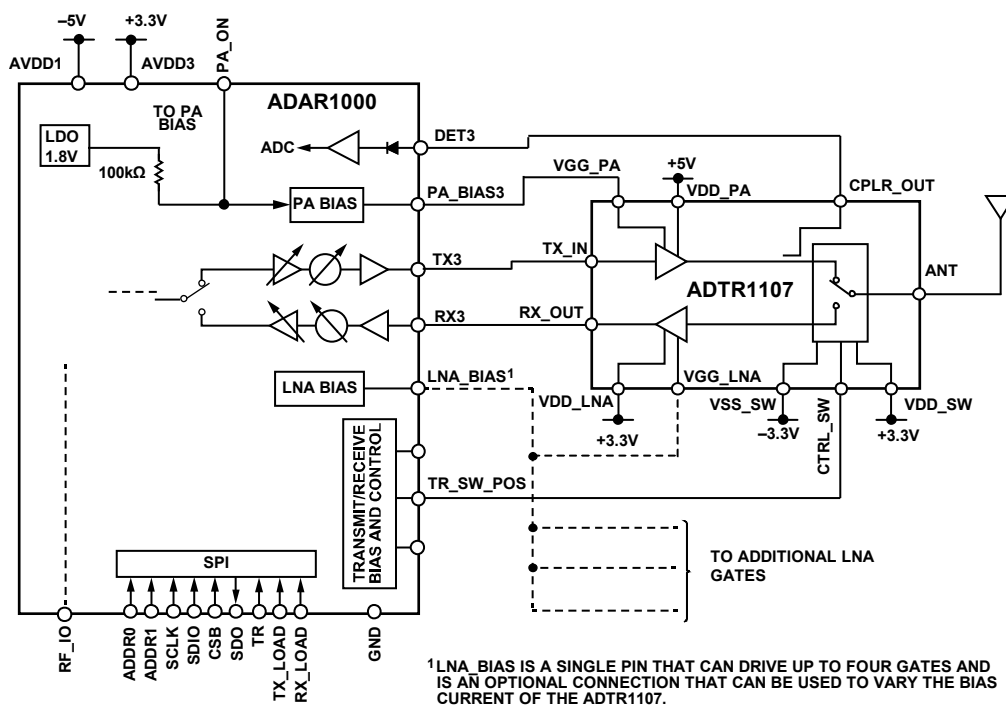 –5V
+3.3V
AVDD1
AVDD3
PA_ON
ADAR1000
TO PA
BIAS
LDO
1.8V
100kΩ
ADC
DET3
PA BIAS
PA_BIAS3
TX3
RX3
LNA BIAS
LNA_BIAS1
TRANSMIT/RECEIVE
BIAS AND CONTROL
TR_SW_POS
SPI
RF_IO
ADDR0
ADDR1
SCLK
SDIO
CSB
SDO
TR
TX_LOAD
RX_LOAD
GND
VGG_PA
+5V
VDD_PA
CPLR_OUT
TX_IN
ADTR1107
ANT
RX_OUT
VDD_LNA
+3.3V
VGG_LNA
VSS_SW
–3.3V
CTRL_SW
VDD_SW
+3.3V
TO ADDITIONAL LNA
GATES
1LNA_BIAS IS A SINGLE PIN THAT CAN DRIVE UP TO FOUR GATES AND
IS AN OPTIONAL CONNECTION THAT CAN BE USED TO VARY THE BIAS
CURRENT OF THE ADTR1107.